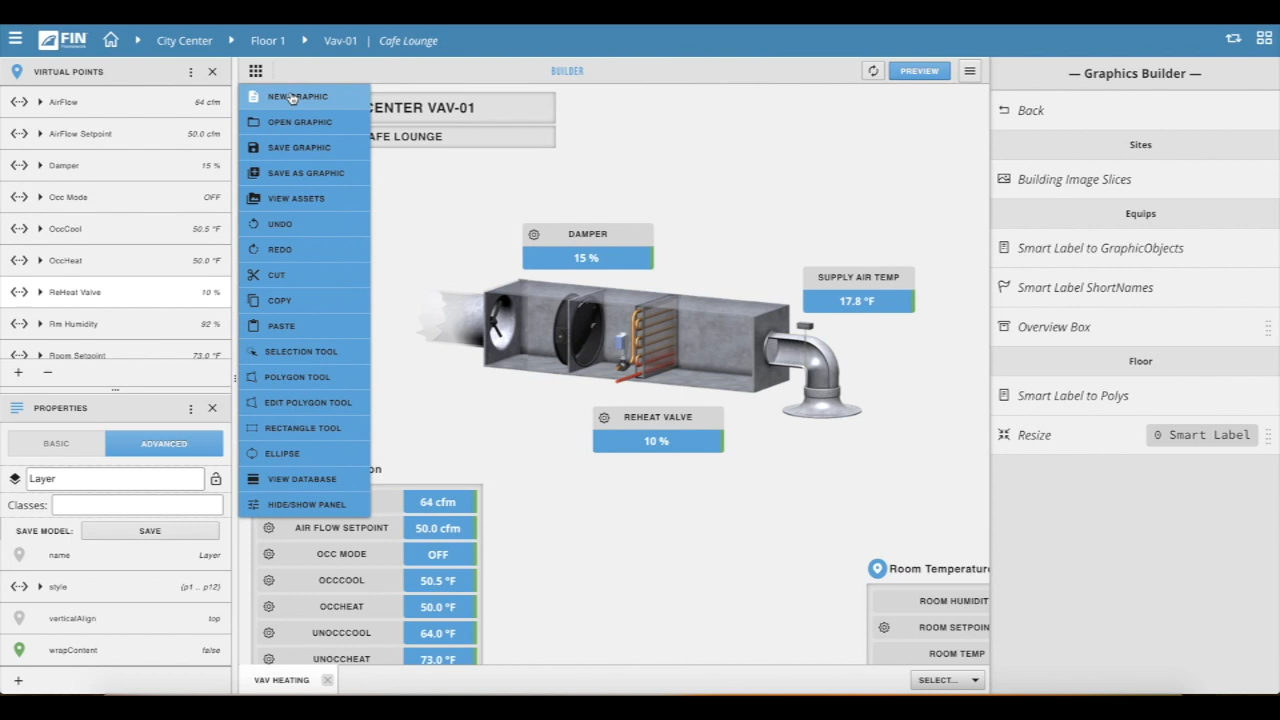 FIN
Framework
City Center
Floor 1
Vav-01 | Cafe Lounge
VIRTUAL POINTS
AirFlow 64 cfm
AirFlow Setpoint 50.0 cfm
Damper 15 %
Occ Mode OFF
OccCool 50.5 °F
OccHeat 50.0 °F
ReHeat Valve 10 %
Rm Humidity 92 %
Room Setpoint 73.0 °F
PROPERTIES
BASIC ADVANCED
Layer
Classes:
SAVE MODEL: SAVE
name Layer
style (p1 .. p12)
verticalAlign top
wrapContent false
BUILDER
PREVIEW
NEW GRAPHIC
OPEN GRAPHIC
SAVE GRAPHIC
SAVE AS GRAPHIC
VIEW ASSETS
UNDO
REDO
CUT
COPY
PASTE
SELECTION TOOL
POLYGON TOOL
EDIT POLYGON TOOL
RECTANGLE TOOL
ELLIPSE
VIEW DATABASE
HIDE/SHOW PANEL
CENTER VAV-01
AFE LOUNGE
DAMPER
15 %
SUPPLY AIR TEMP
17.8 °F
REHEAT VALVE
10 %
on
64 cfm
AIR FLOW SETPOINT 50.0 cfm
OCC MODE OFF
OCCCOOL 50.5 °F
OCCHEAT 50.0 °F
UNOCCCOOL 64.0 °F
UNOCCHEAT 73.0 °F
Room Temperature
ROOM HUMIDIT
ROOM SETPOIN
ROOM TEMP
VAV HEATING
SELECT...
— Graphics Builder —
Back
Sites
Building Image Slices
Equips
Smart Label to GraphicObjects
Smart Label ShortNames
Overview Box
Floor
Smart Label to Polys
Resize 0 Smart Label